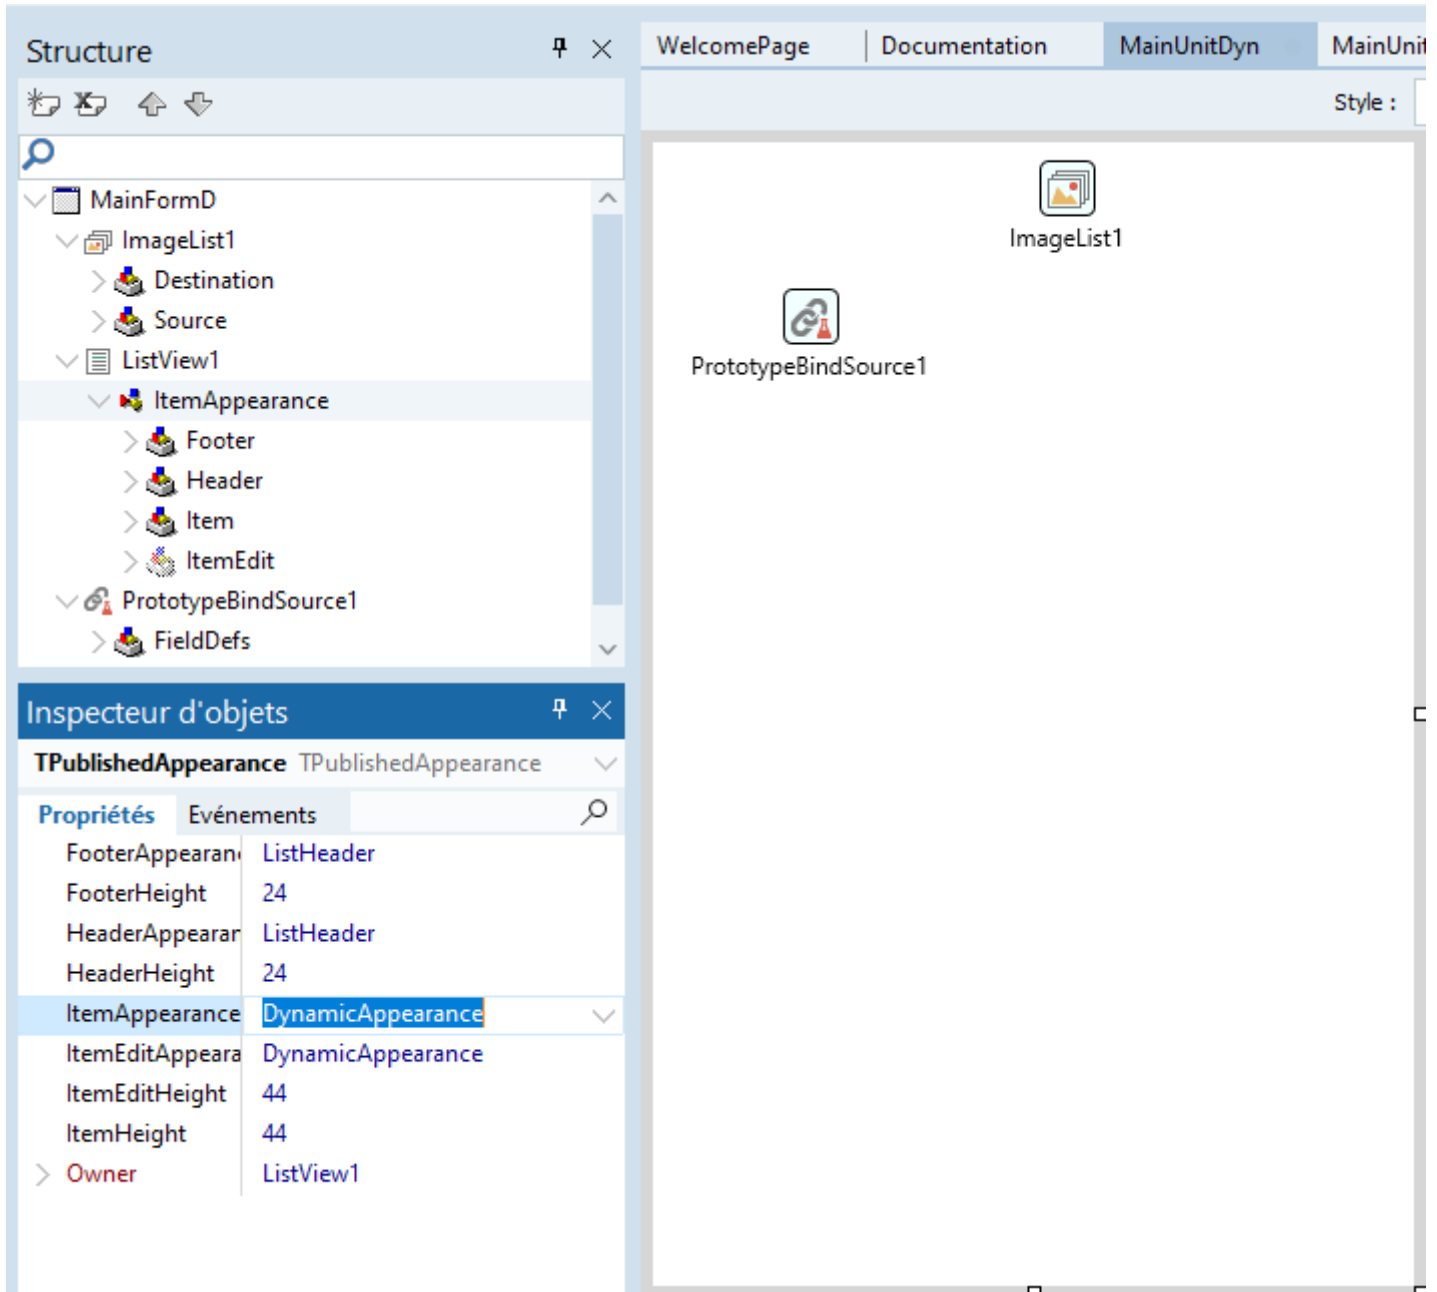 Structure
WelcomePage
Documentation
MainUnitDyn
MainUnit
Style :
MainFormD
ImageList1
Destination
Source
ListView1
ItemAppearance
Footer
Header
Item
ItemEdit
PrototypeBindSource1
FieldDefs
ImageList1
PrototypeBindSource1
Inspecteur d'objets
TPublishedAppearance TPublishedAppearance
Propriétés Evénements
FooterAppearan ListHeader
FooterHeight 24
HeaderAppearan ListHeader
HeaderHeight 24
ItemAppearance DynamicAppearance
ItemEditAppeara DynamicAppearance
ItemEditHeight 44
ItemHeight 44
Owner ListView1